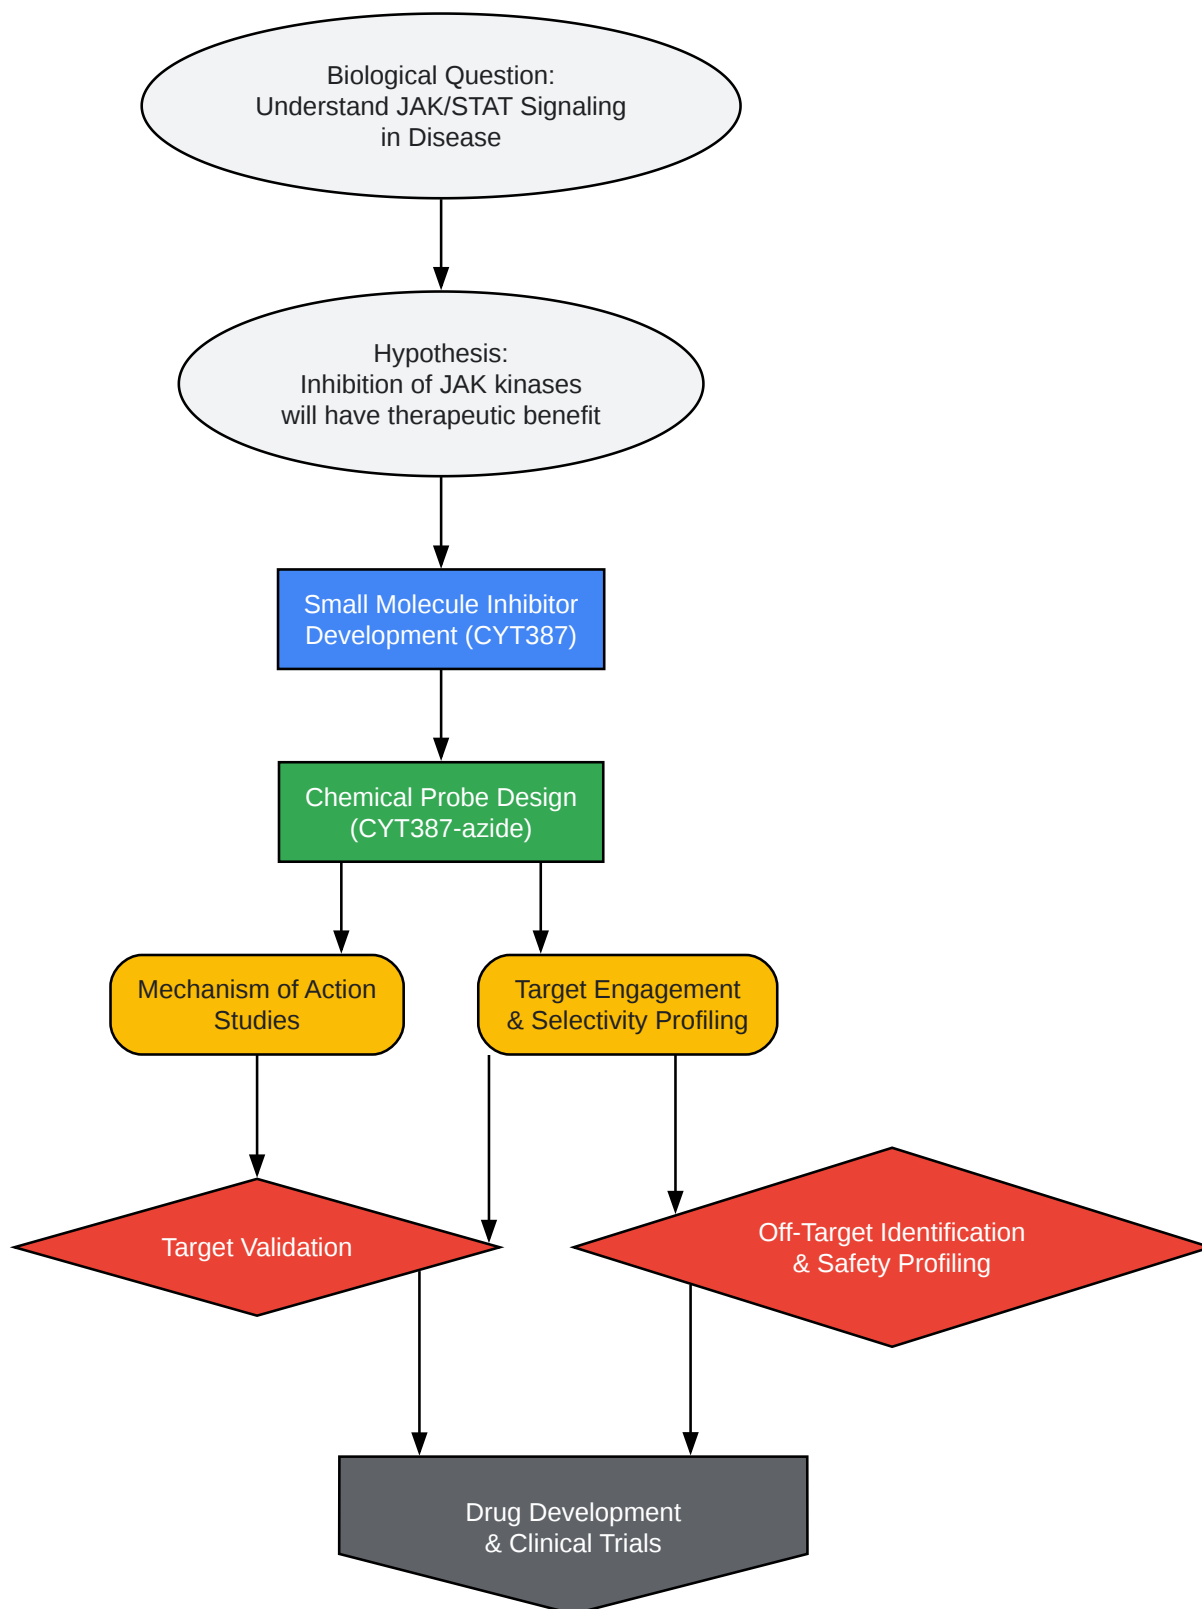 Biological Question:
Understand JAK/STAT Signaling
in Disease
Hypothesis:
Inhibition of JAK kinases
will have therapeutic benefit
Small Molecule Inhibitor
Development (CYT387)
Chemical Probe Design
(CYT387-azide)
Mechanism of Action
Studies
Target Engagement
& Selectivity Profiling
Target Validation
Off-Target Identification
& Safety Profiling
Drug Development
& Clinical Trials